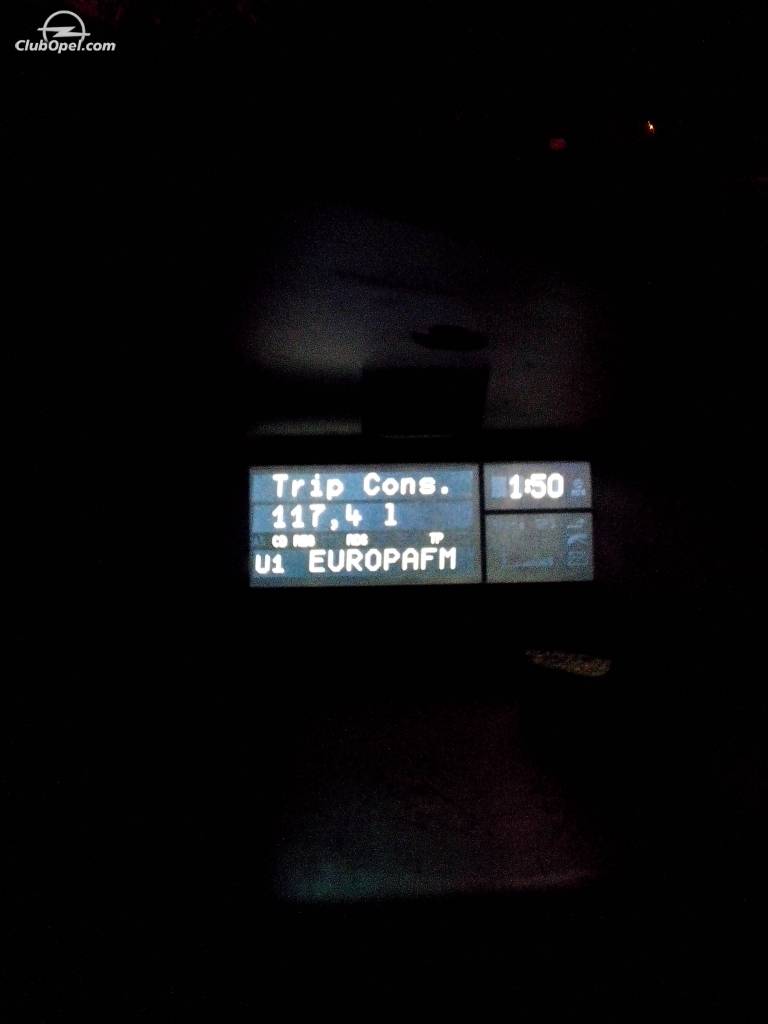 ClubOpel.com
Trip Cons.
1:50
117,4 l
CD RDS TP
U1 EUROPAFM